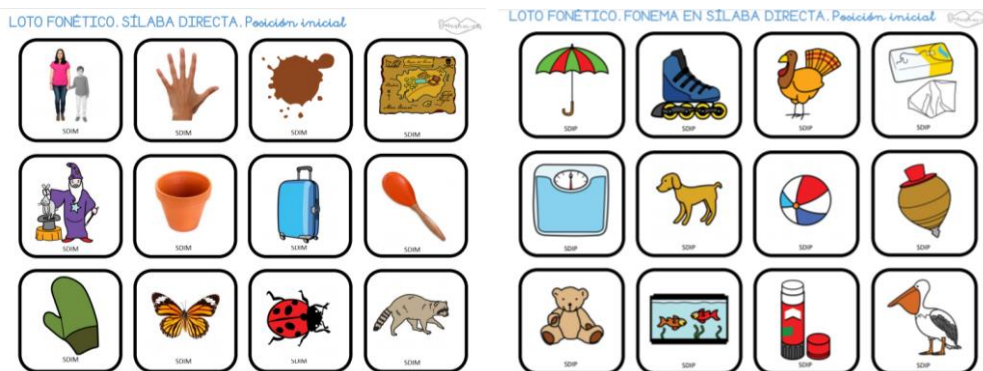 LOTO FONÉTICO. SÍLABA DIRECTA. Posición inicial
SDIM SDIM SDIM SDIM
SDIM SDIM SDIM SDIM
SDIM SDIM SDIM SDIM
LOTO FONÉTICO. FONEMA EN SÍLABA DIRECTA. Posición inicial
SDIP SDIP SDIP SDIP
SDIP SDIP SDIP SDIP
SDIP SDIP SDIP SDIP